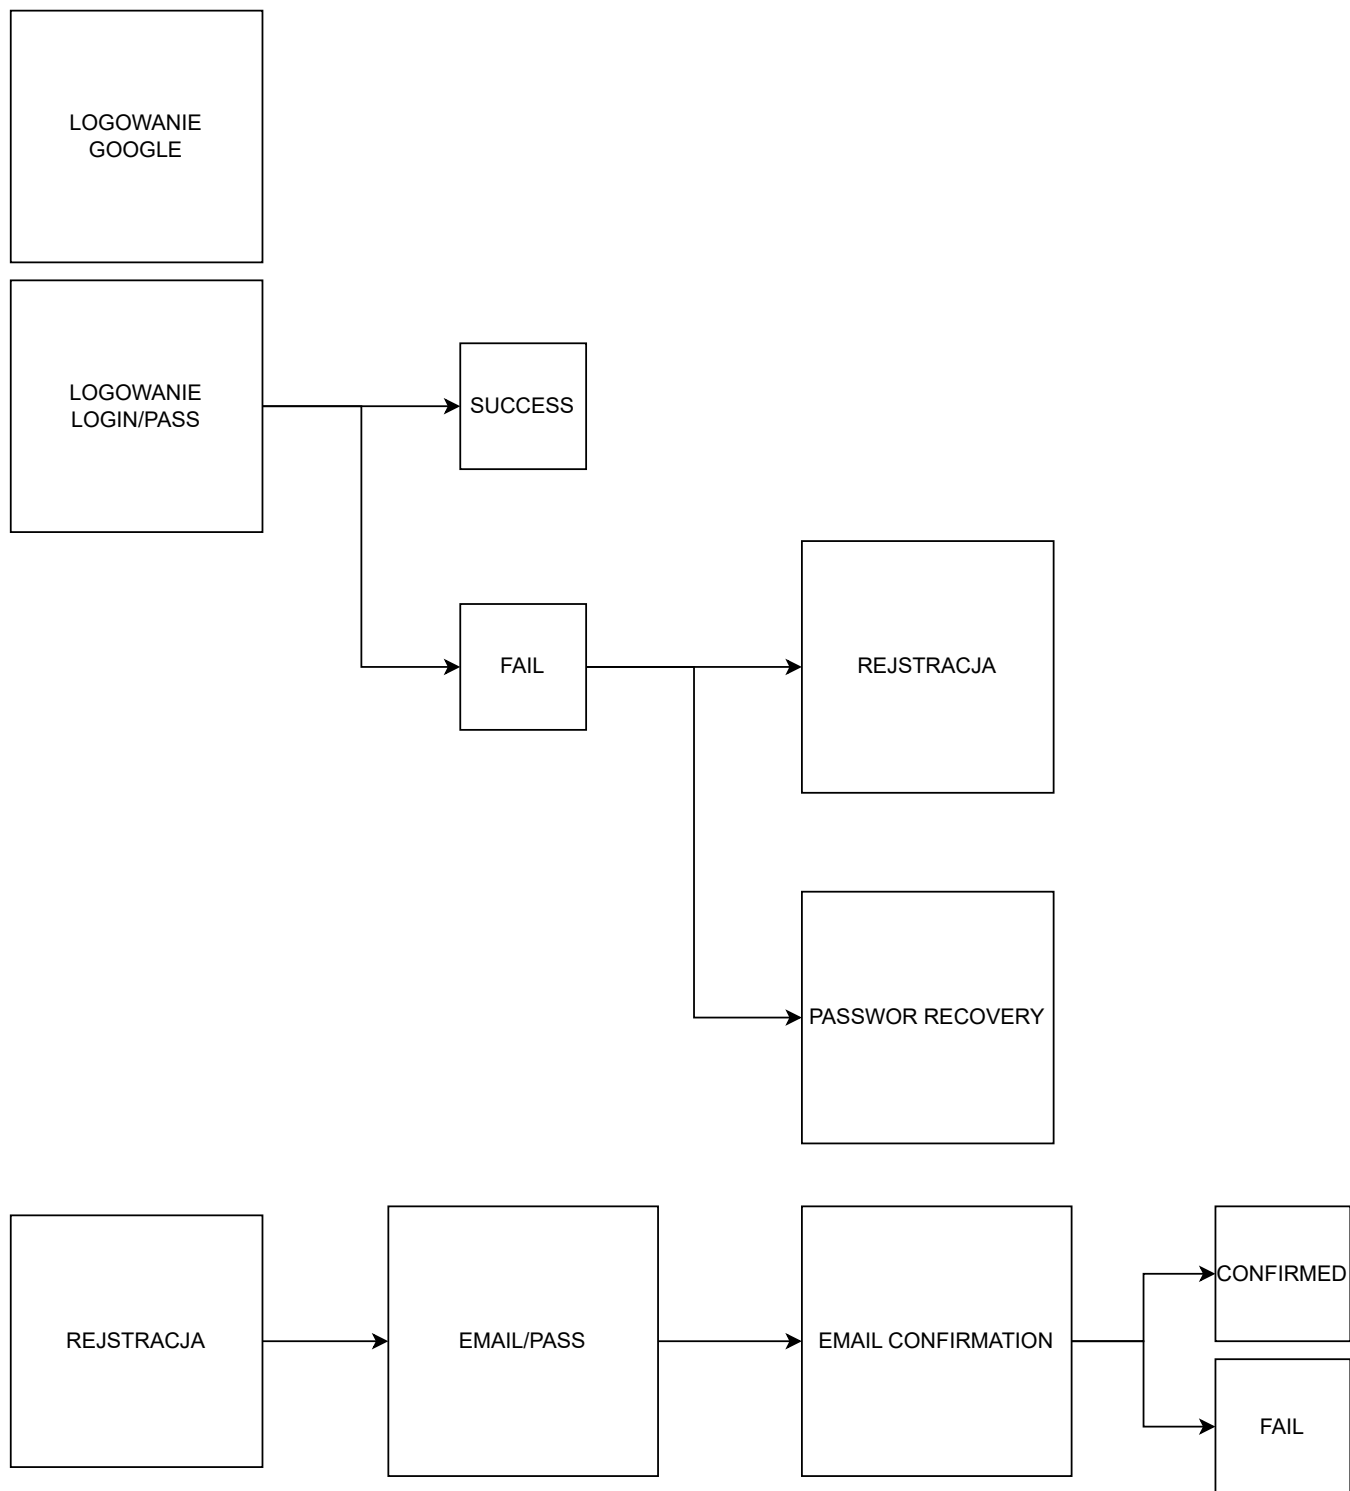 LOGOWANIE
GOOGLE
LOGOWANIE
LOGIN/PASS
SUCCESS
FAIL
REJSTRACJA
PASSWOR RECOVERY
REJSTRACJA
EMAIL/PASS
EMAIL CONFIRMATION
CONFIRMED
FAIL